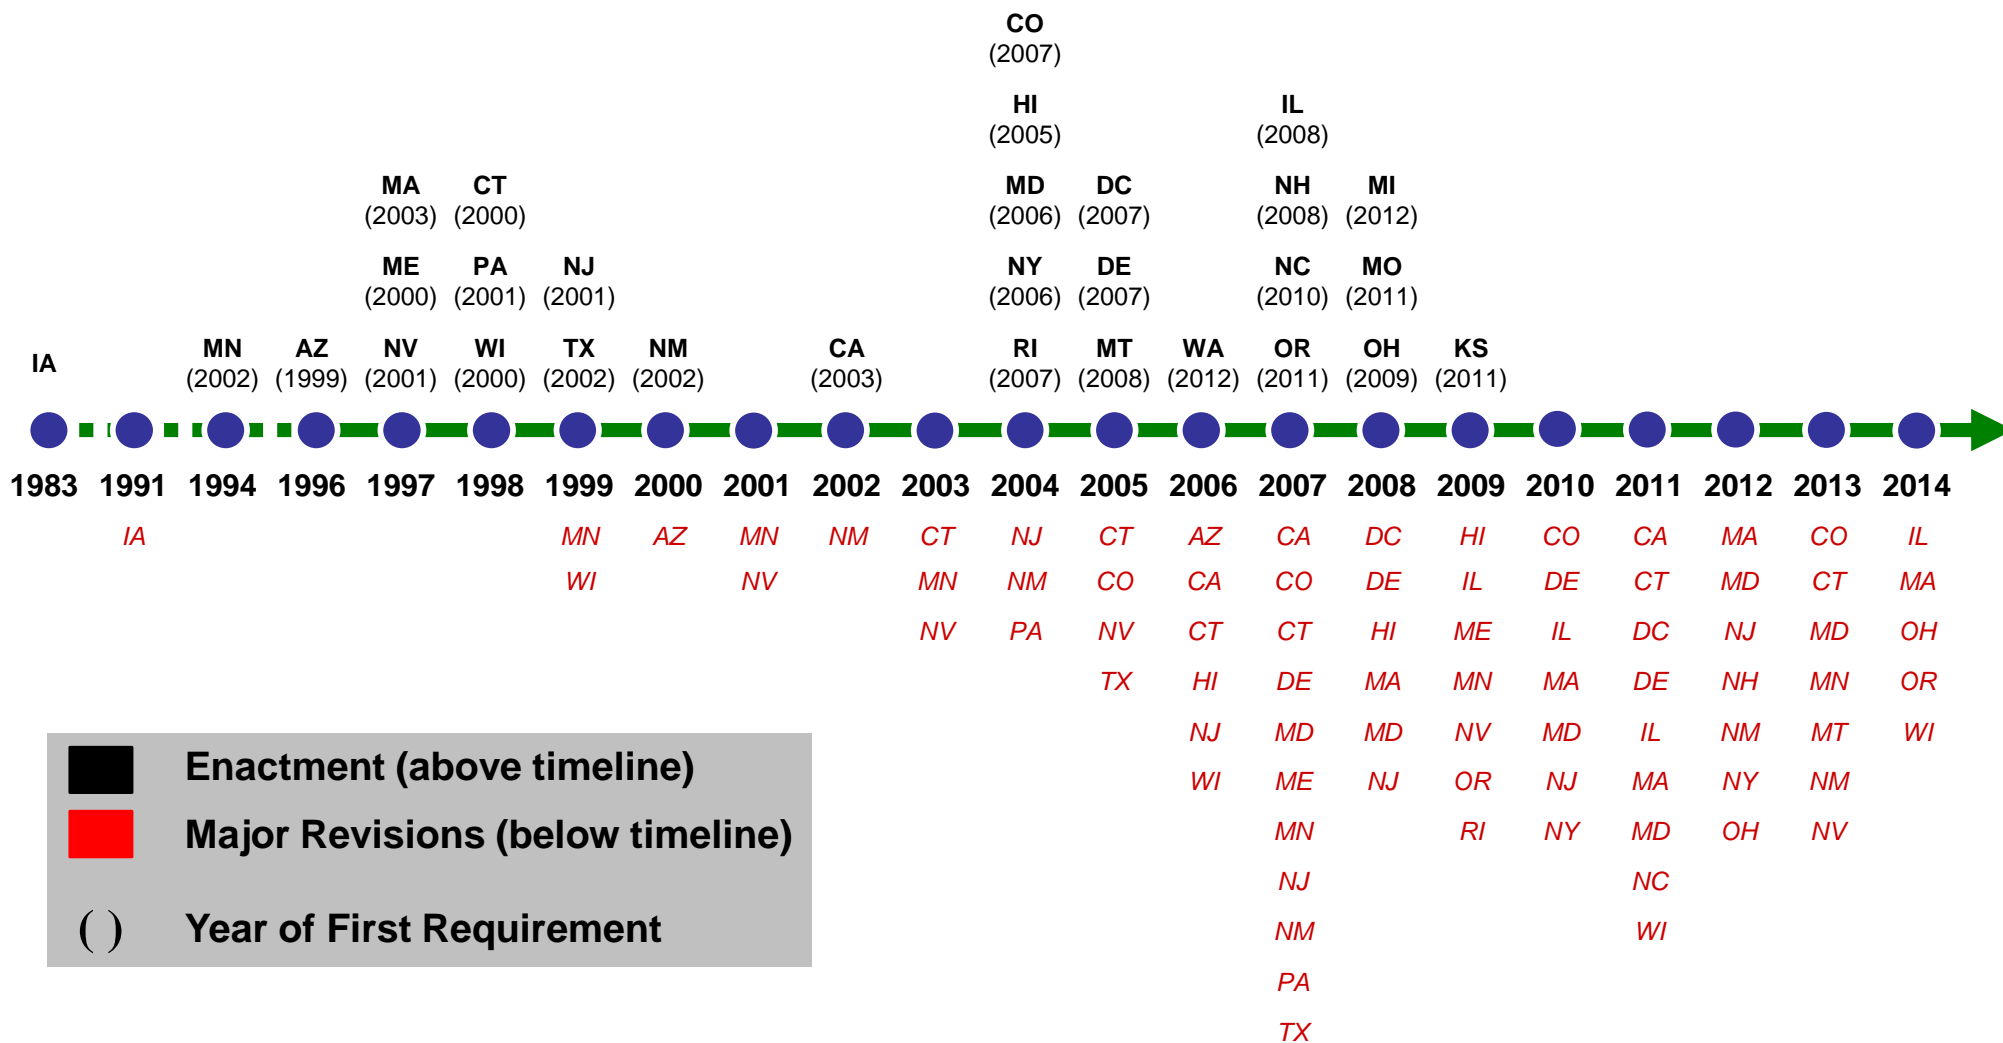 CO
(2007)
HI IL
(2005) (2008)
MA CT MD DC NH MI
(2003) (2000) (2006) (2007) (2008) (2012)
ME PA NJ NY DE NC MO
(2000) (2001) (2001) (2006) (2007) (2010) (2011)
IA MN AZ NV WI TX NM CA RI MT WA OR OH KS
(2002) (1999) (2001) (2000) (2002) (2002) (2003) (2007) (2008) (2012) (2011) (2009) (2011)
1983 1991 1994 1996 1997 1998 1999 2000 2001 2002 2003 2004 2005 2006 2007 2008 2009 2010 2011 2012 2013 2014
IA MN AZ MN NM CT NJ CT AZ CA DC HI CO CA MA CO IL
WI NV MN NM CO CA CO DE IL DE CT MD CT MA
NV PA NV CT CT HI ME IL DC NJ MD OH
TX HI DE MA MN MA DE NH MN OR
NJ MD MD NV MD IL NM MT WI
WI ME NJ OR NJ MA NY NM
MN RI NY MD OH NV
NJ NC
NM WI
PA
TX
Enactment (above timeline)
Major Revisions (below timeline)
( ) Year of First Requirement